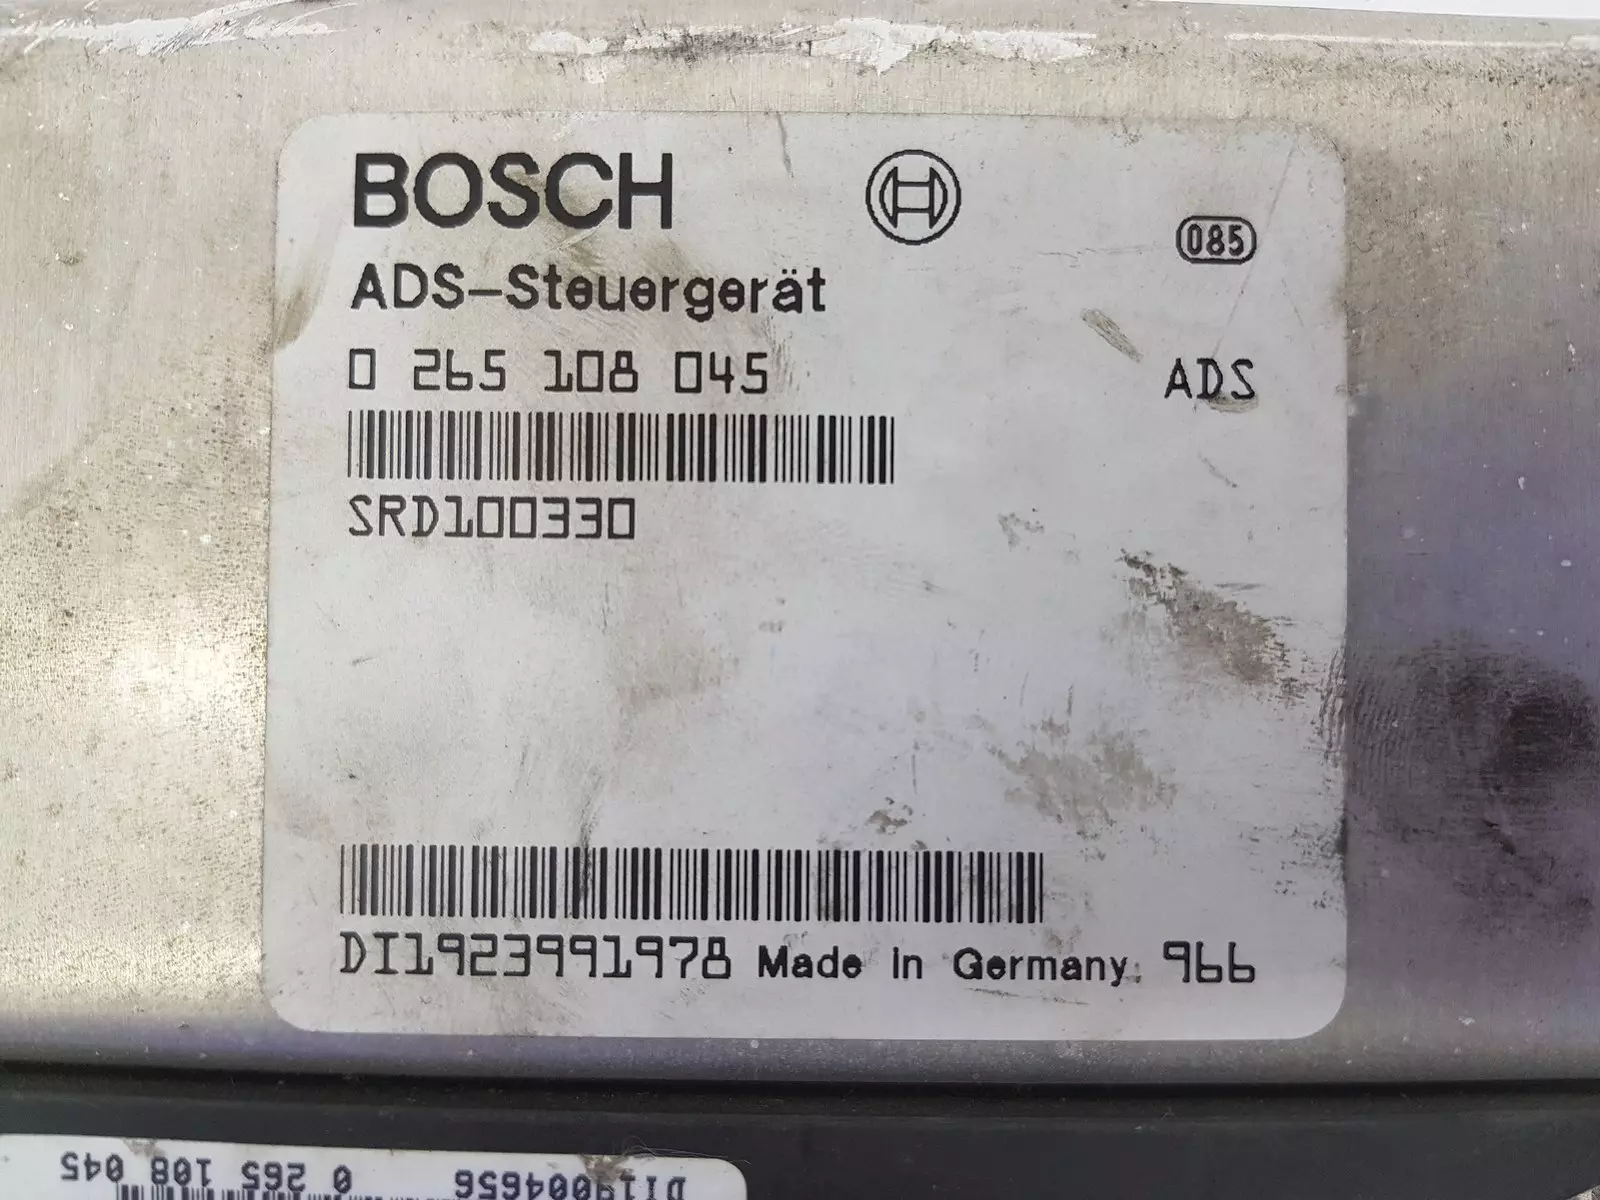 BOSCH
085
ADS-Steuergerät
0 265 108 045
ADS
SRD100330
DI1923991978 Made in Germany. 966
DI19004656 0 265 108 045